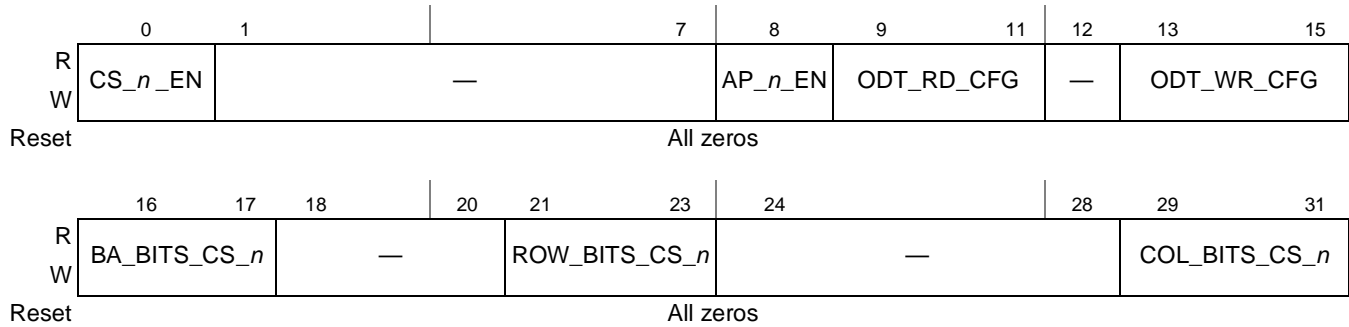 0 1 7 8 9 11 12 13 15
R
W
CS_n_EN — AP_n_EN ODT_RD_CFG — ODT_WR_CFG
Reset All zeros
16 17 18 20 21 23 24 28 29 31
R
W
BA_BITS_CS_n — ROW_BITS_CS_n — COL_BITS_CS_n
Reset All zeros